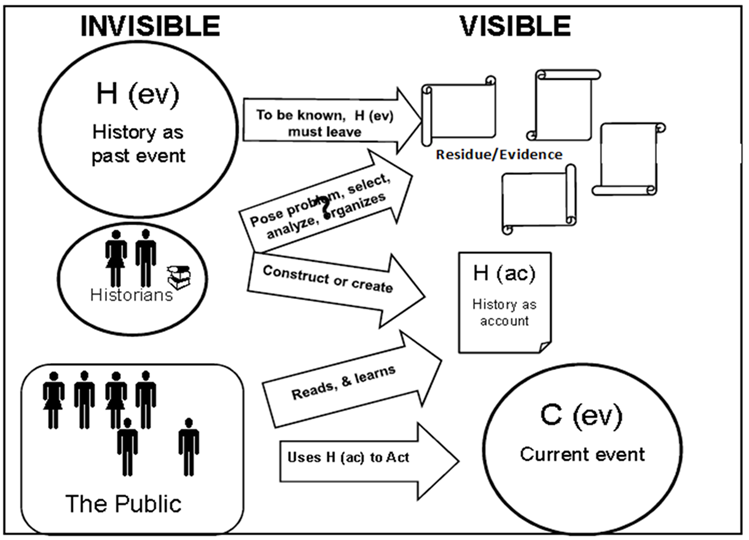 INVISIBLE
VISIBLE
H (ev)
History as
past event
To be known, H (ev)
must leave
Residue/Evidence
Pose problem, select,
analyze, organizes
?
Historians
Construct or create
H (ac)
History as
account
Reads, & learns
The Public
Uses H (ac) to Act
C (ev)
Current event